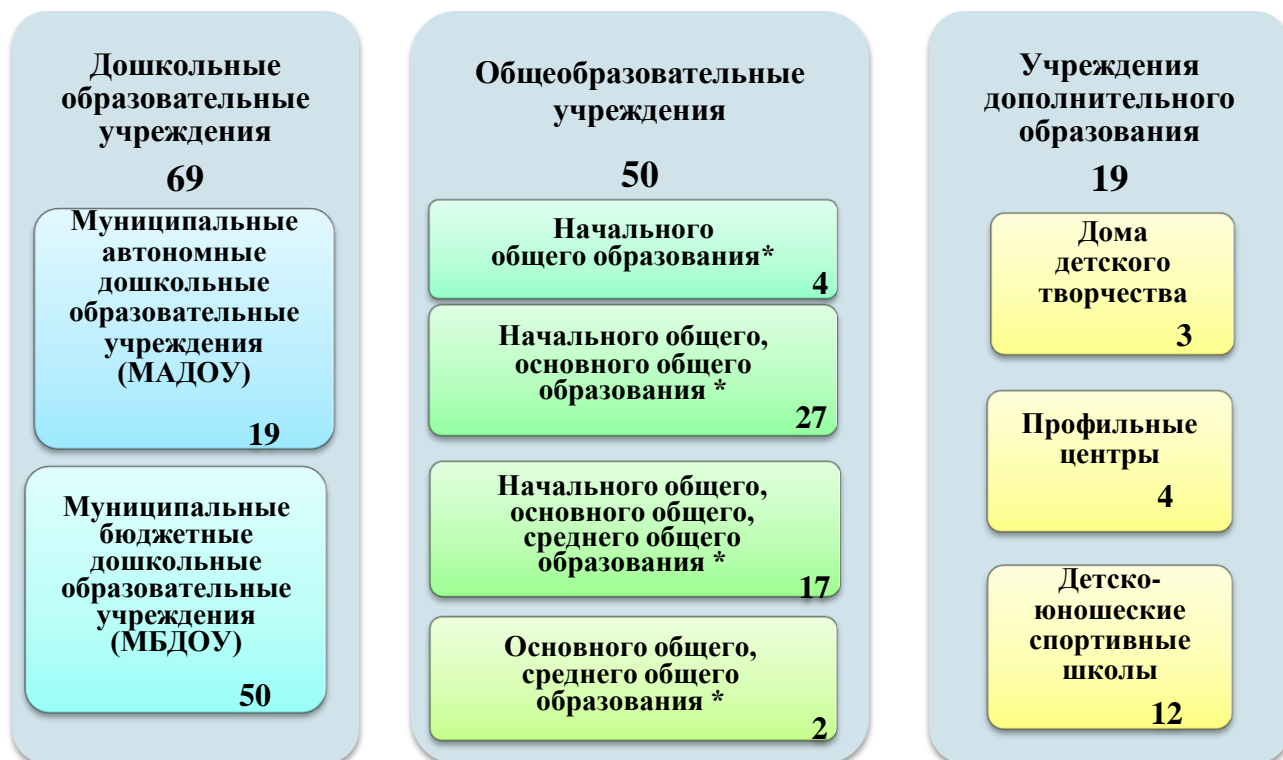 Дошкольные
образовательные
учреждения
69
Муниципальные
автономные
дошкольные
образовательные
учреждения
(МАДОУ)
19
Муниципальные
бюджетные
дошкольные
образовательные
учреждения
(МБДОУ)
50
Общеобразовательные
учреждения
50
Начального
общего образования*
4
Начального общего,
основного общего
образования *
27
Начального общего,
основного общего,
среднего общего
образования *
17
Основного общего,
среднего общего
образования *
2
Учреждения
дополнительного
образования
19
Дома
детского
творчества
3
Профильные
центры
4
Детско-
юношеские
спортивные
школы
12